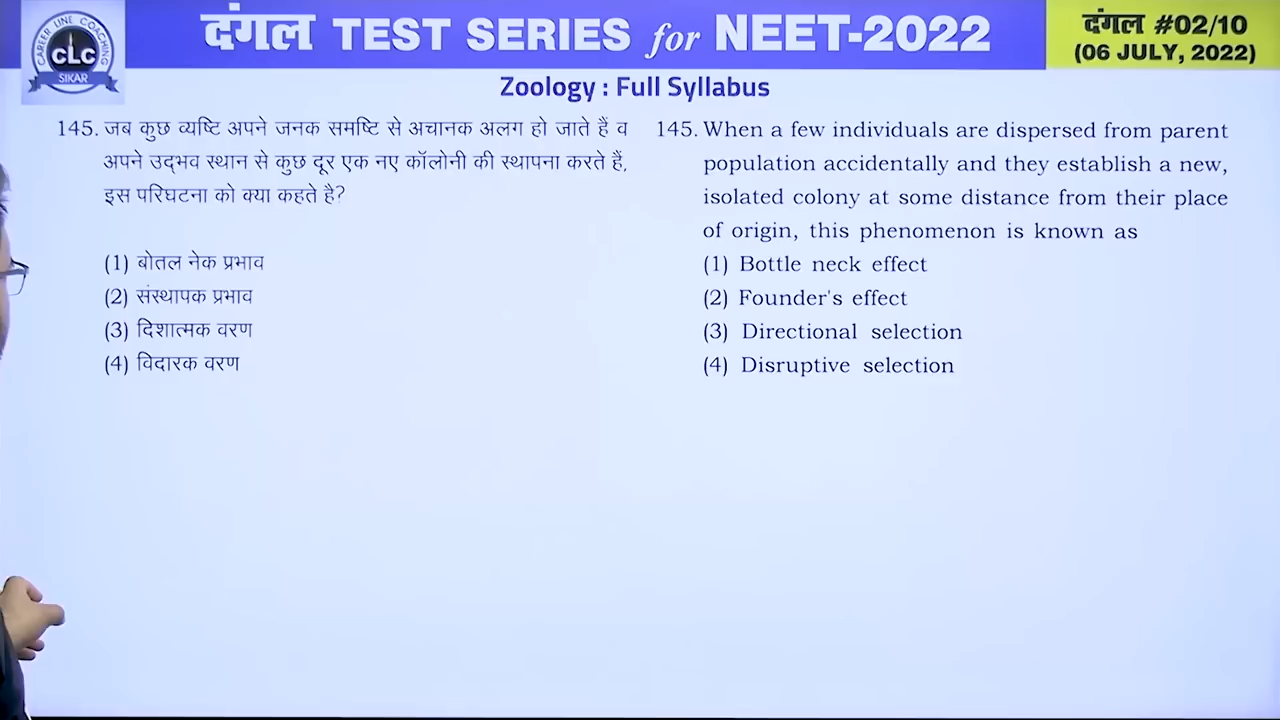 CAREER LINE COACHING
CLC
SIKAR
दंगल TEST SERIES for NEET-2022
दंगल #02/10
(06 JULY, 2022)
Zoology : Full Syllabus
145. जब कुछ व्यष्टि अपने जनक समष्टि से अचानक अलग हो जाते हैं व
अपने उद्भव स्थान से कुछ दूर एक नए कॉलोनी की स्थापना करते हैं,
इस परिघटना को क्या कहते है?
(1) बोतल नेक प्रभाव
(2) संस्थापक प्रभाव
(3) दिशात्मक वरण
(4) विदारक वरण
145. When a few individuals are dispersed from parent
population accidentally and they establish a new,
isolated colony at some distance from their place
of origin, this phenomenon is known as
(1) Bottle neck effect
(2) Founder's effect
(3) Directional selection
(4) Disruptive selection